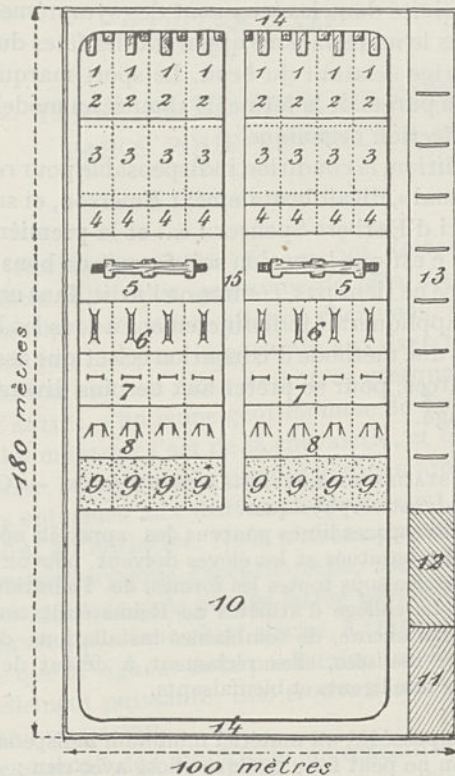 14
1 1 1 1 1 1 1 1
2 2 2 2 2 2 2 2
3 3 3 3 3 3 3 3
4 4 4 4 4 4 4 4
5 15 5 13
6 6
7 7
8 8
9 9 9 9 9 9 9 9
12
10
11
14
180 mètres
100 mètres